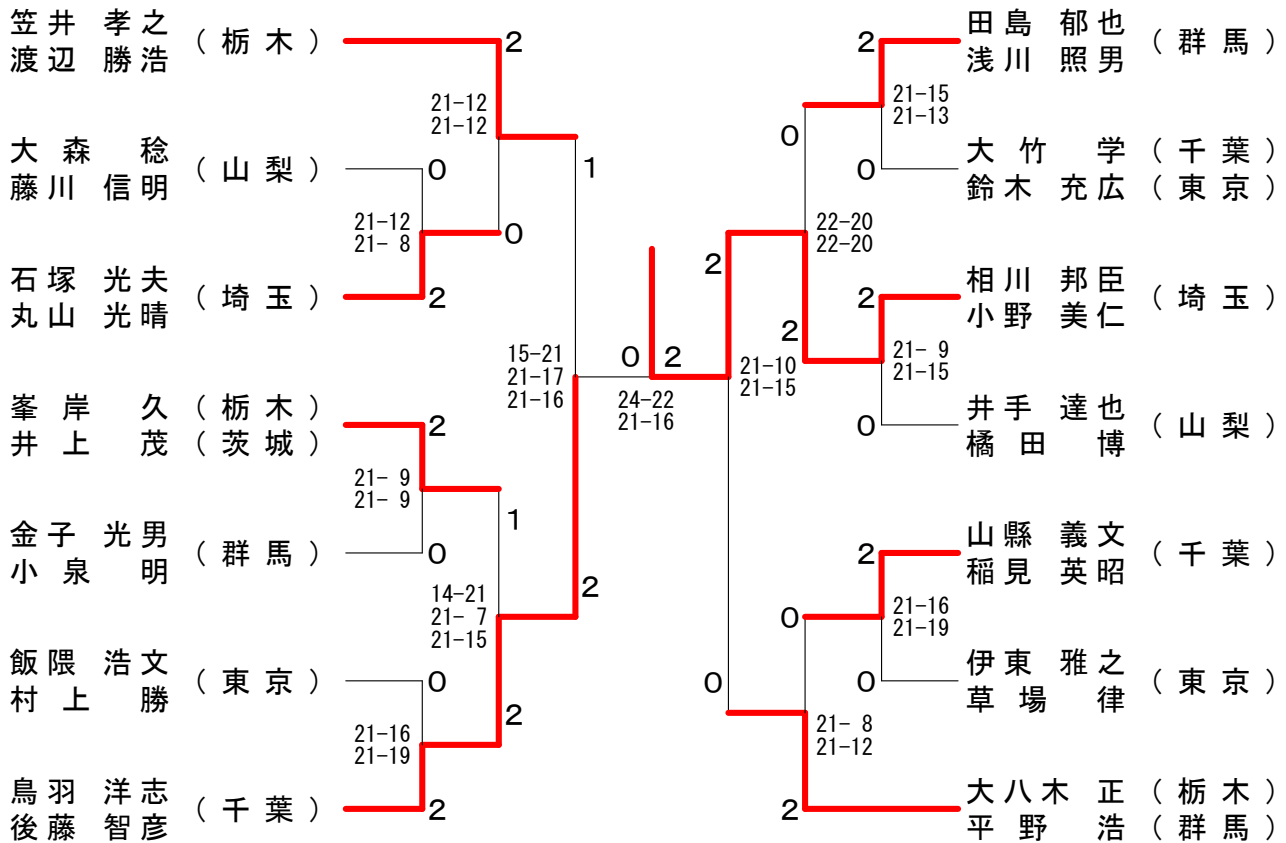 笠井 孝之
渡辺 勝浩
(栃木)
2
21-12
21-12
大森 稔
藤川 信明
(山梨)
0
1
21-12
21- 8
0
石塚 光夫
丸山 光晴
(埼玉)
2
15-21
21-17
21-16
峯岸 久 (栃木)
井上 茂 (茨城)
2
21- 9
21- 9
1
金子 光男
小泉 明
(群馬)
0
14-21
21- 7
21-15
2
飯隈 浩文
村上 勝
(東京)
0
21-16
21-19
2
鳥羽 洋志
後藤 智彦
(千葉)
2
0 2
24-22
21-16
田島 郁也
浅川 照男
(群馬)
2
21-15
21-13
0
大竹 学 (千葉)
鈴木 充広 (東京)
0
22-20
22-20
2
相川 邦臣
小野 美仁
(埼玉)
2
2
21- 9
21-15
21-10
21-15
井手 達也
橘田 博
(山梨)
0
山縣 義文
稲見 英昭
(千葉)
2
0
21-16
21-19
伊東 雅之
草場 律
(東京)
0
0
21- 8
21-12
大八木 正 (栃木)
平野 浩 (群馬)
2